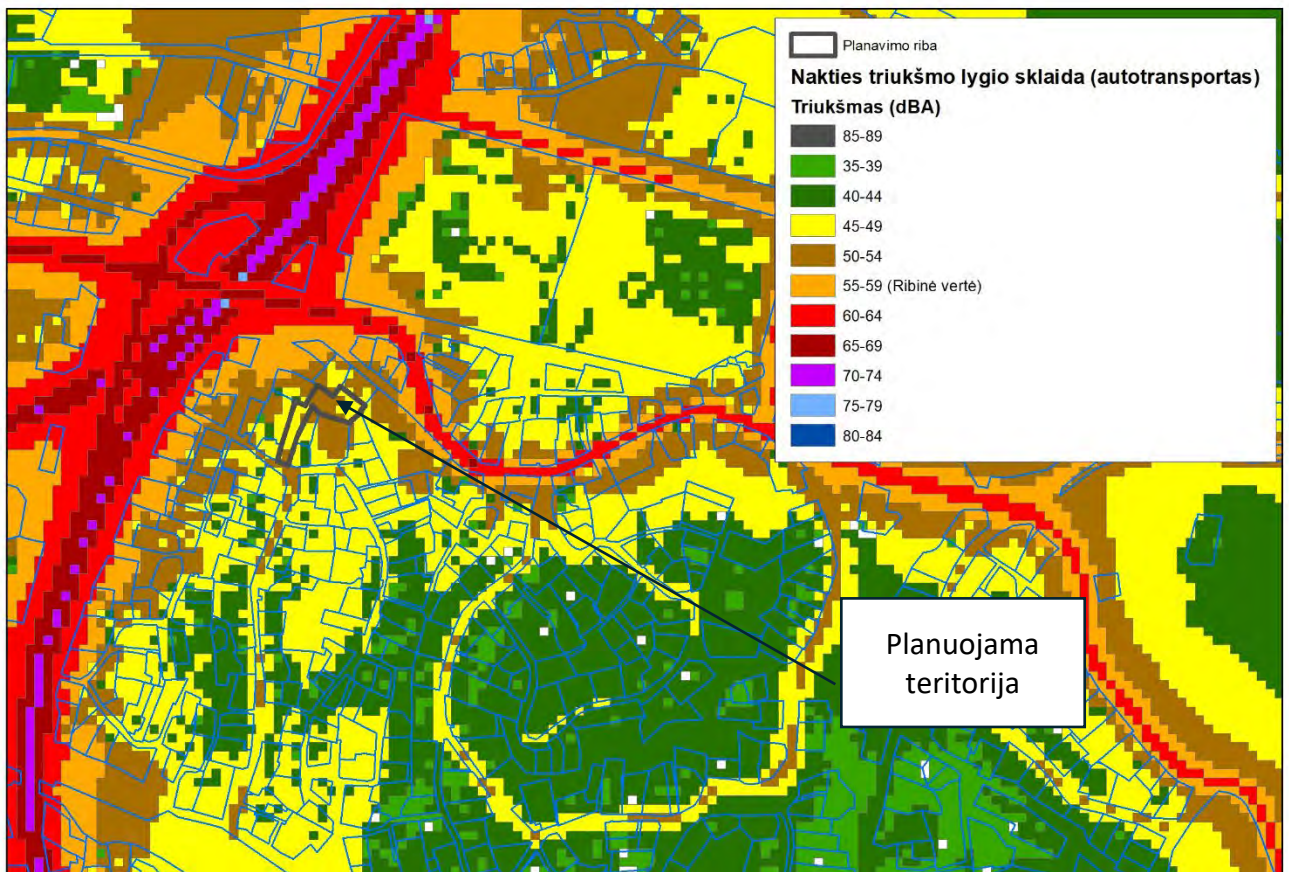 Planavimo riba
Nakties triukšmo lygio sklaida (autotransportas)
Triukšmas (dBA)
85-89
35-39
40-44
45-49
50-54
55-59 (Ribinė vertė)
60-64
65-69
70-74
75-79
80-84
Planuojama
teritorija